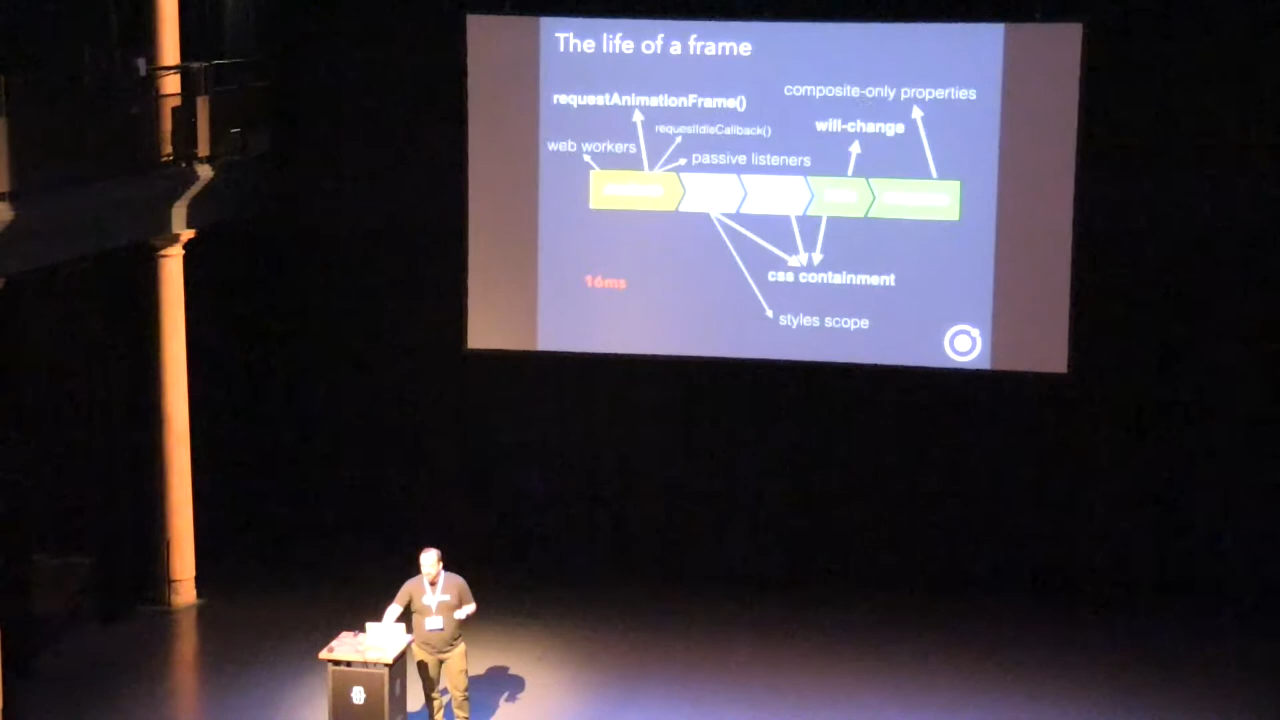 The life of a frame
composite-only properties
requestAnimationFrame()
will-change
requestIdleCallback()
web workers
passive listeners
css containment
16ms
styles scope